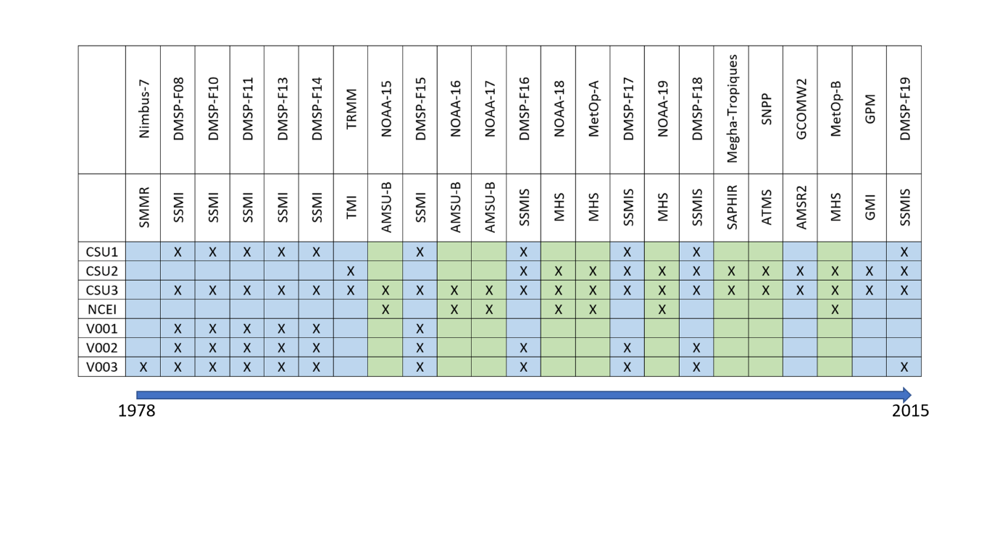 Nimbus-7 DMSP-F08 DMSP-F10 DMSP-F11 DMSP-F13 DMSP-F14 TRMM NOAA-15 DMSP-F15 NOAA-16 NOAA-17 DMSP-F16 NOAA-18 MetOp-A DMSP-F17 NOAA-19 DMSP-F18 Megha-Tropiques SNPP GCOMW2 MetOp-B GPM DMSP-F19
SMMR SSMI SSMI SSMI SSMI SSMI TMI AMSU-B SSMI AMSU-B AMSU-B SSMIS MHS MHS SSMIS MHS SSMIS SAPHIR ATMS AMSR2 MHS GMI SSMIS
CSU1 X X X X X X X X X X
CSU2 X X X X X X X X X X X X X
CSU3 X X X X X X X X X X X X X X X X X X X X X X
NCEI X X X X X X X
V001 X X X X X X
V002 X X X X X X X X X
V003 X X X X X X X X X X X
1978 2015